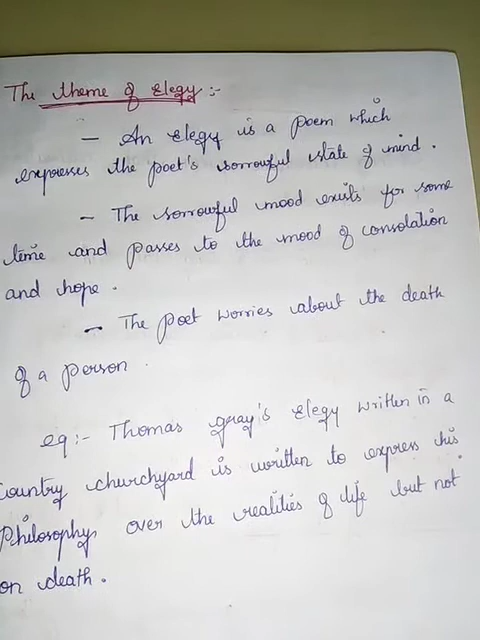 The theme of Elegy :-
- An Elegy is a poem which
expresses the poet's sorrowful state of mind.
- The sorrowful mood exists for some
time and passes to the mood of consolation
and hope.
- The Poet worries about the death
of a person.
eg:- Thomas gray's Elegy written in a
Country churchyard is written to express his
Philosophy over the realities of life but not
on death.